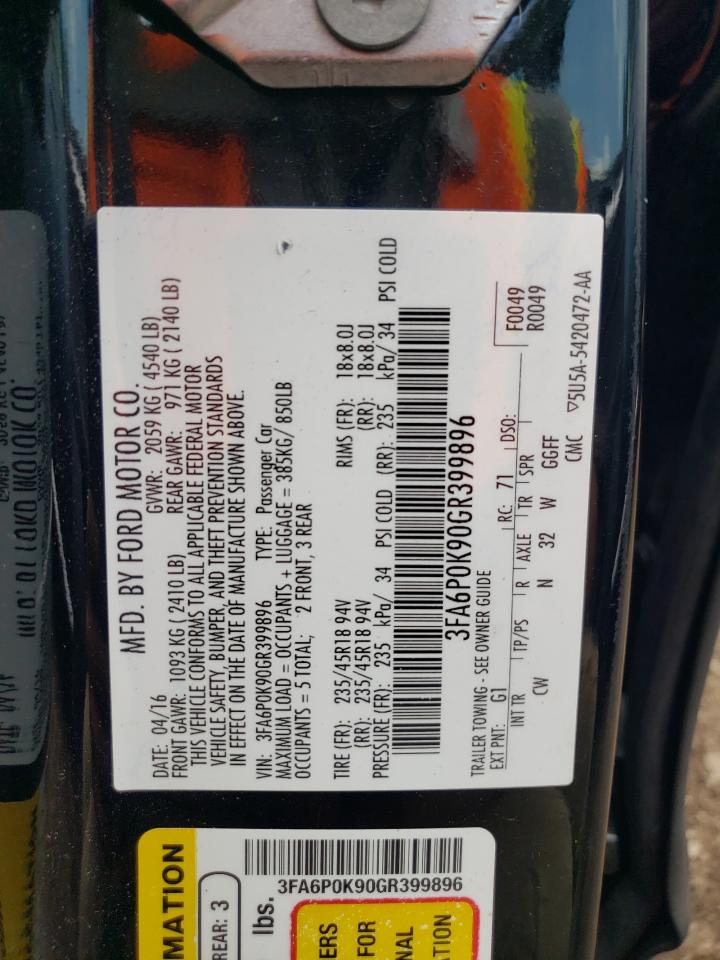 MFD. BY FORD MOTOR CO.
DATE: 04/16 GVWR: 2059 KG ( 4540 LB)
FRONT GAWR: 1093 KG ( 2410 LB) REAR GAWR: 971 KG ( 2140 LB)
THIS VEHICLE CONFORMS TO ALL APPLICABLE FEDERAL MOTOR
VEHICLE SAFETY, BUMPER, AND THEFT PREVENTION STANDARDS
IN EFFECT ON THE DATE OF MANUFACTURE SHOWN ABOVE.
VIN: 3FA6P0K90GR399896 TYPE: Passenger Car
MAXIMUM LOAD = OCCUPANTS + LUGGAGE = 385KG/ 850LB
OCCUPANTS = 5 TOTAL; 2 FRONT, 3 REAR
TIRE (FR): 235/45R18 94V RIMS (FR): 18x8.0J
(RR): 235/45R18 94V (RR): 18x8.0J
PRESSURE (FR): 235 kPa/ 34 PSI COLD (RR): 235 kPa/ 34 PSI COLD
3FA6P0K90GR399896
TRAILER TOWING - SEE OWNER GUIDE F0049
EXT PNT: G1 RC: 71 DSO: R0049
INT TR TP/PS R AXLE TR SPR
CW N 32 W GGFF
CMC ▽5U5A-5420472-AA
MATION
REAR: 3
lbs.
3FA6P0K90GR399896
ERS
FOR
NAL
TION